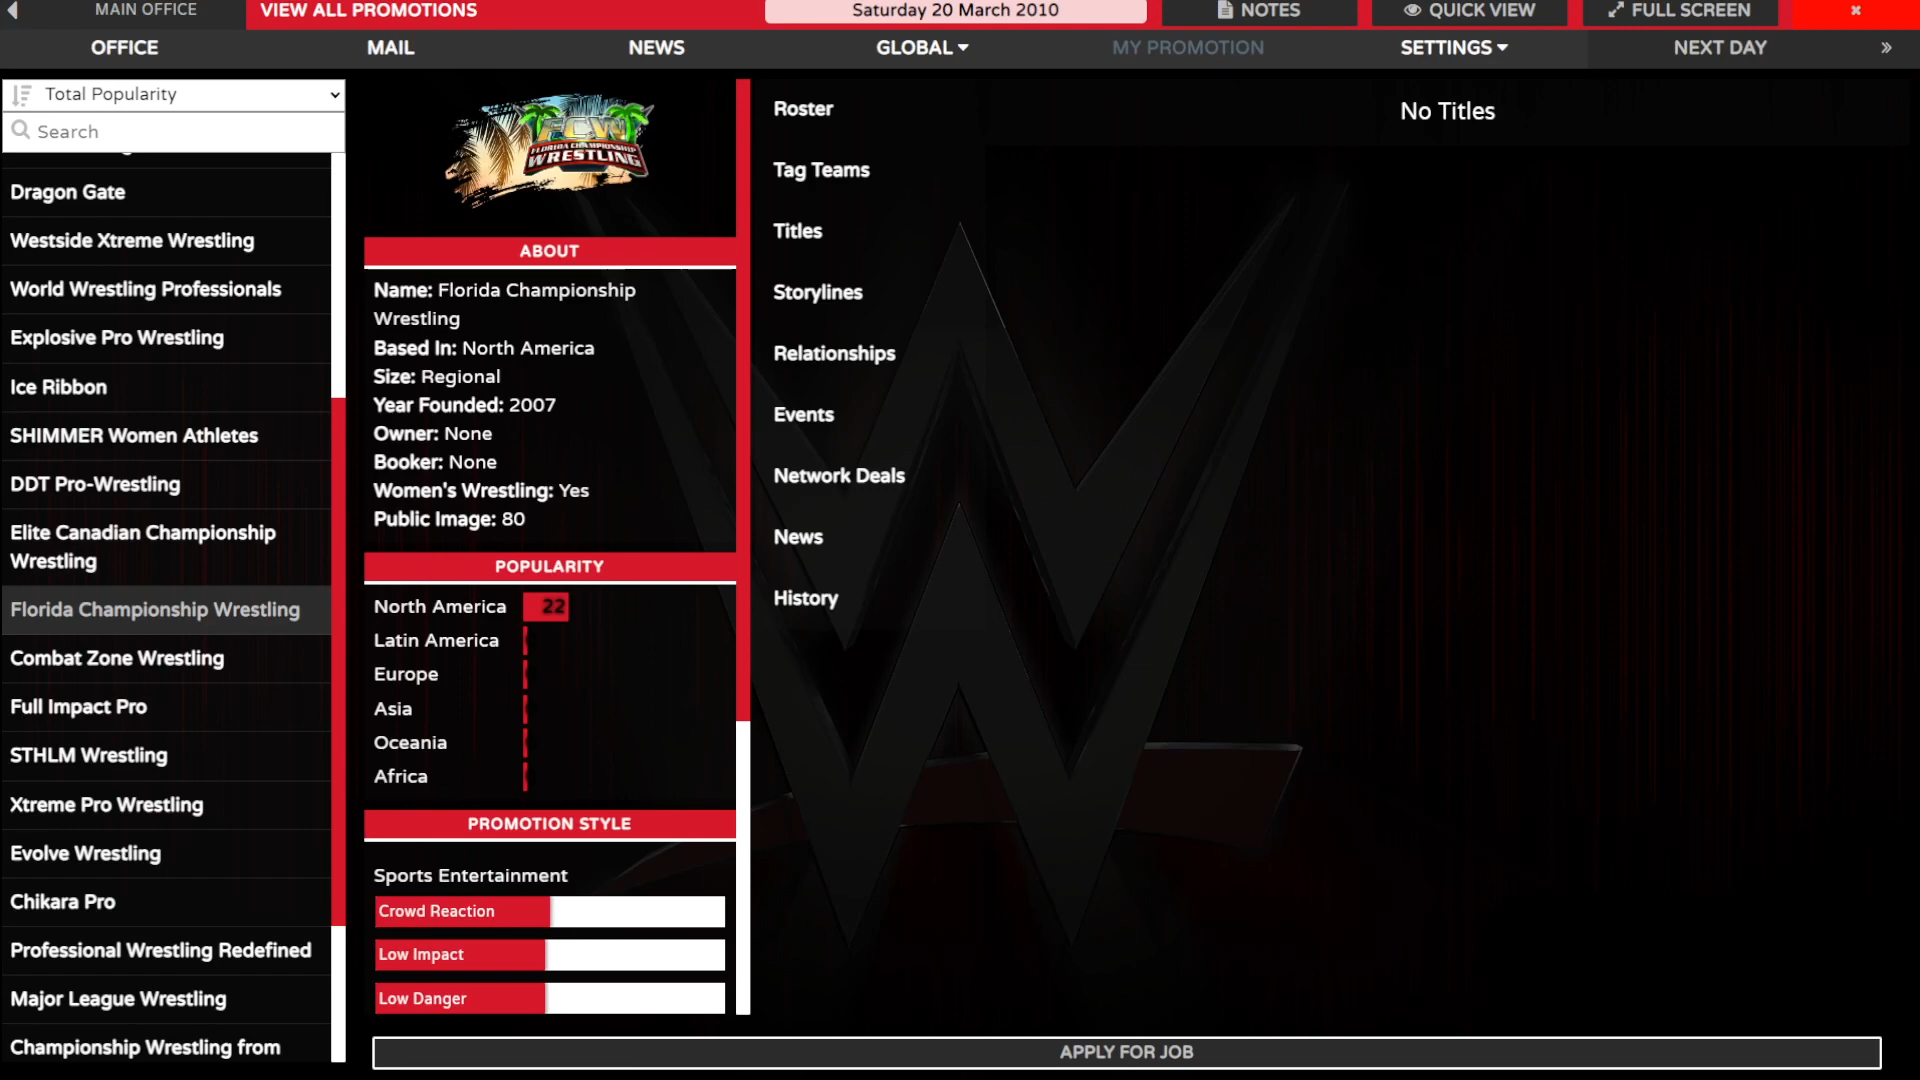 MAIN OFFICE
VIEW ALL PROMOTIONS
Saturday 20 March 2010
NOTES
QUICK VIEW
FULL SCREEN
OFFICE
MAIL
NEWS
GLOBAL
MY PROMOTION
SETTINGS
NEXT DAY
»
Total Popularity
Search
Dragon Gate
Westside Xtreme Wrestling
World Wrestling Professionals
Explosive Pro Wrestling
Ice Ribbon
SHIMMER Women Athletes
DDT Pro-Wrestling
Elite Canadian Championship
Wrestling
Florida Championship Wrestling
Combat Zone Wrestling
Full Impact Pro
STHLM Wrestling
Xtreme Pro Wrestling
Evolve Wrestling
Chikara Pro
Professional Wrestling Redefined
Major League Wrestling
Championship Wrestling from
FCW
FLORIDA CHAMPIONSHIP
WRESTLING
ABOUT
Name: Florida Championship
Wrestling
Based In: North America
Size: Regional
Year Founded: 2007
Owner: None
Booker: None
Women's Wrestling: Yes
Public Image: 80
POPULARITY
North America 22
Latin America
Europe
Asia
Oceania
Africa
PROMOTION STYLE
Sports Entertainment
Crowd Reaction
Low Impact
Low Danger
Roster
Tag Teams
Titles
Storylines
Relationships
Events
Network Deals
News
History
No Titles
APPLY FOR JOB